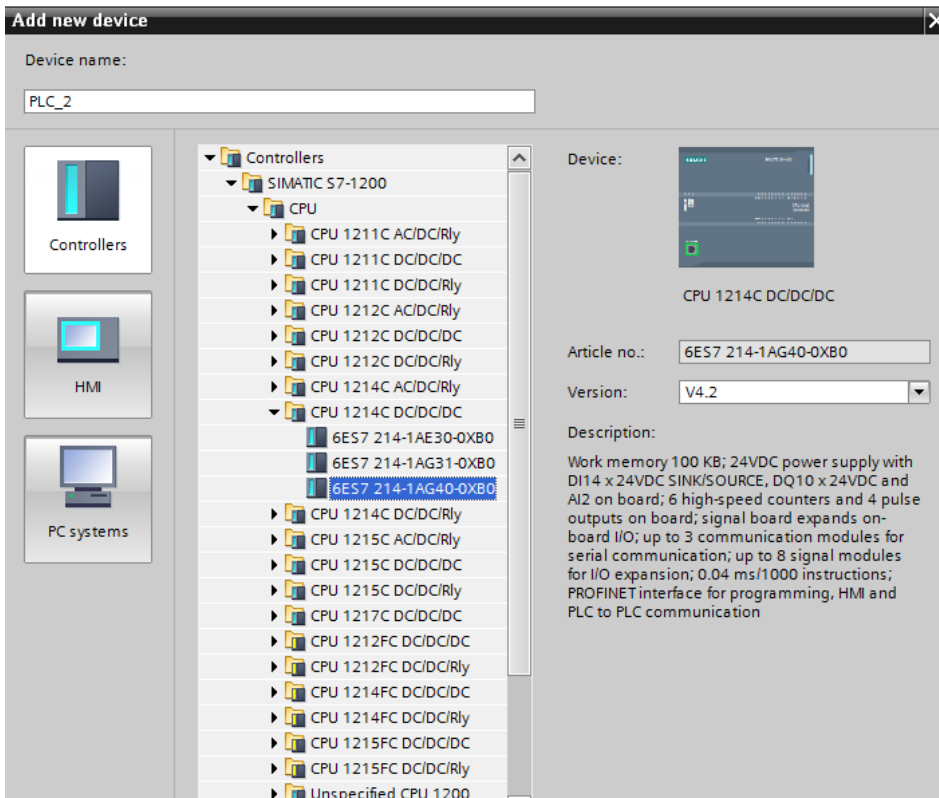 Add new device
Device name:
PLC_2
Controllers
HMI
PC systems
Controllers
SIMATIC S7-1200
CPU
CPU 1211C AC/DC/Rly
CPU 1211C DC/DC/DC
CPU 1211C DC/DC/Rly
CPU 1212C AC/DC/Rly
CPU 1212C DC/DC/DC
CPU 1212C DC/DC/Rly
CPU 1214C AC/DC/Rly
CPU 1214C DC/DC/DC
6ES7 214-1AE30-0XB0
6ES7 214-1AG31-0XB0
6ES7 214-1AG40-0XB0
CPU 1214C DC/DC/Rly
CPU 1215C AC/DC/Rly
CPU 1215C DC/DC/DC
CPU 1215C DC/DC/Rly
CPU 1217C DC/DC/DC
CPU 1212FC DC/DC/DC
CPU 1212FC DC/DC/Rly
CPU 1214FC DC/DC/DC
CPU 1214FC DC/DC/Rly
CPU 1215FC DC/DC/DC
CPU 1215FC DC/DC/Rly
Unspecified CPU 1200
Device:
SIEMENS
CPU 1214C DC/DC/DC
Article no.:
6ES7 214-1AG40-0XB0
Version:
V4.2
Description:
Work memory 100 KB; 24VDC power supply with
DI14 x 24VDC SINK/SOURCE, DQ10 x 24VDC and
AI2 on board; 6 high-speed counters and 4 pulse
outputs on board; signal board expands on-
board I/O; up to 3 communication modules for
serial communication; up to 8 signal modules
for I/O expansion; 0.04 ms/1000 instructions;
PROFINET interface for programming, HMI and
PLC to PLC communication